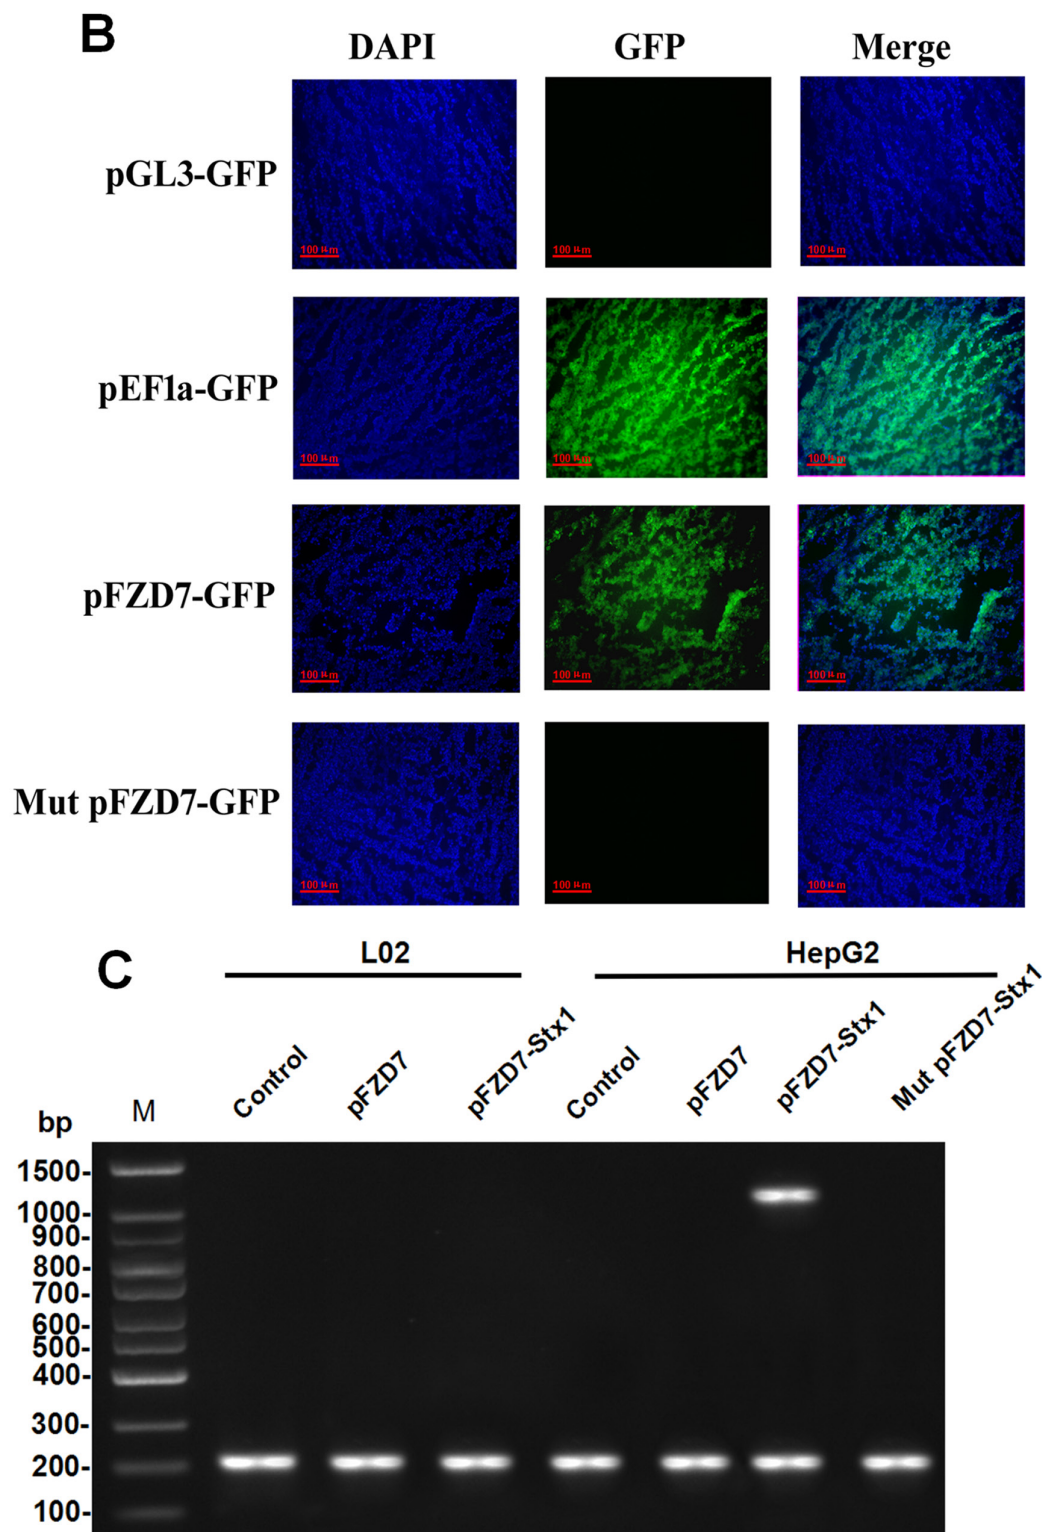 B
DAPI GFP Merge
pGL3-GFP
100 µm 100 µm 100 µm
pEF1a-GFP
100 µm 100 µm 100 µm
pFZD7-GFP
100 µm 100 µm 100 µm
Mut pFZD7-GFP
100 µm 100 µm 100 µm
C
L02 HepG2
bp M Control pFZD7 pFZD7-Stx1 Control pFZD7 pFZD7-Stx1 Mut pFZD7-Stx1
1500-
1000-
900-
800-
700-
600-
500-
400-
300-
200-
100-